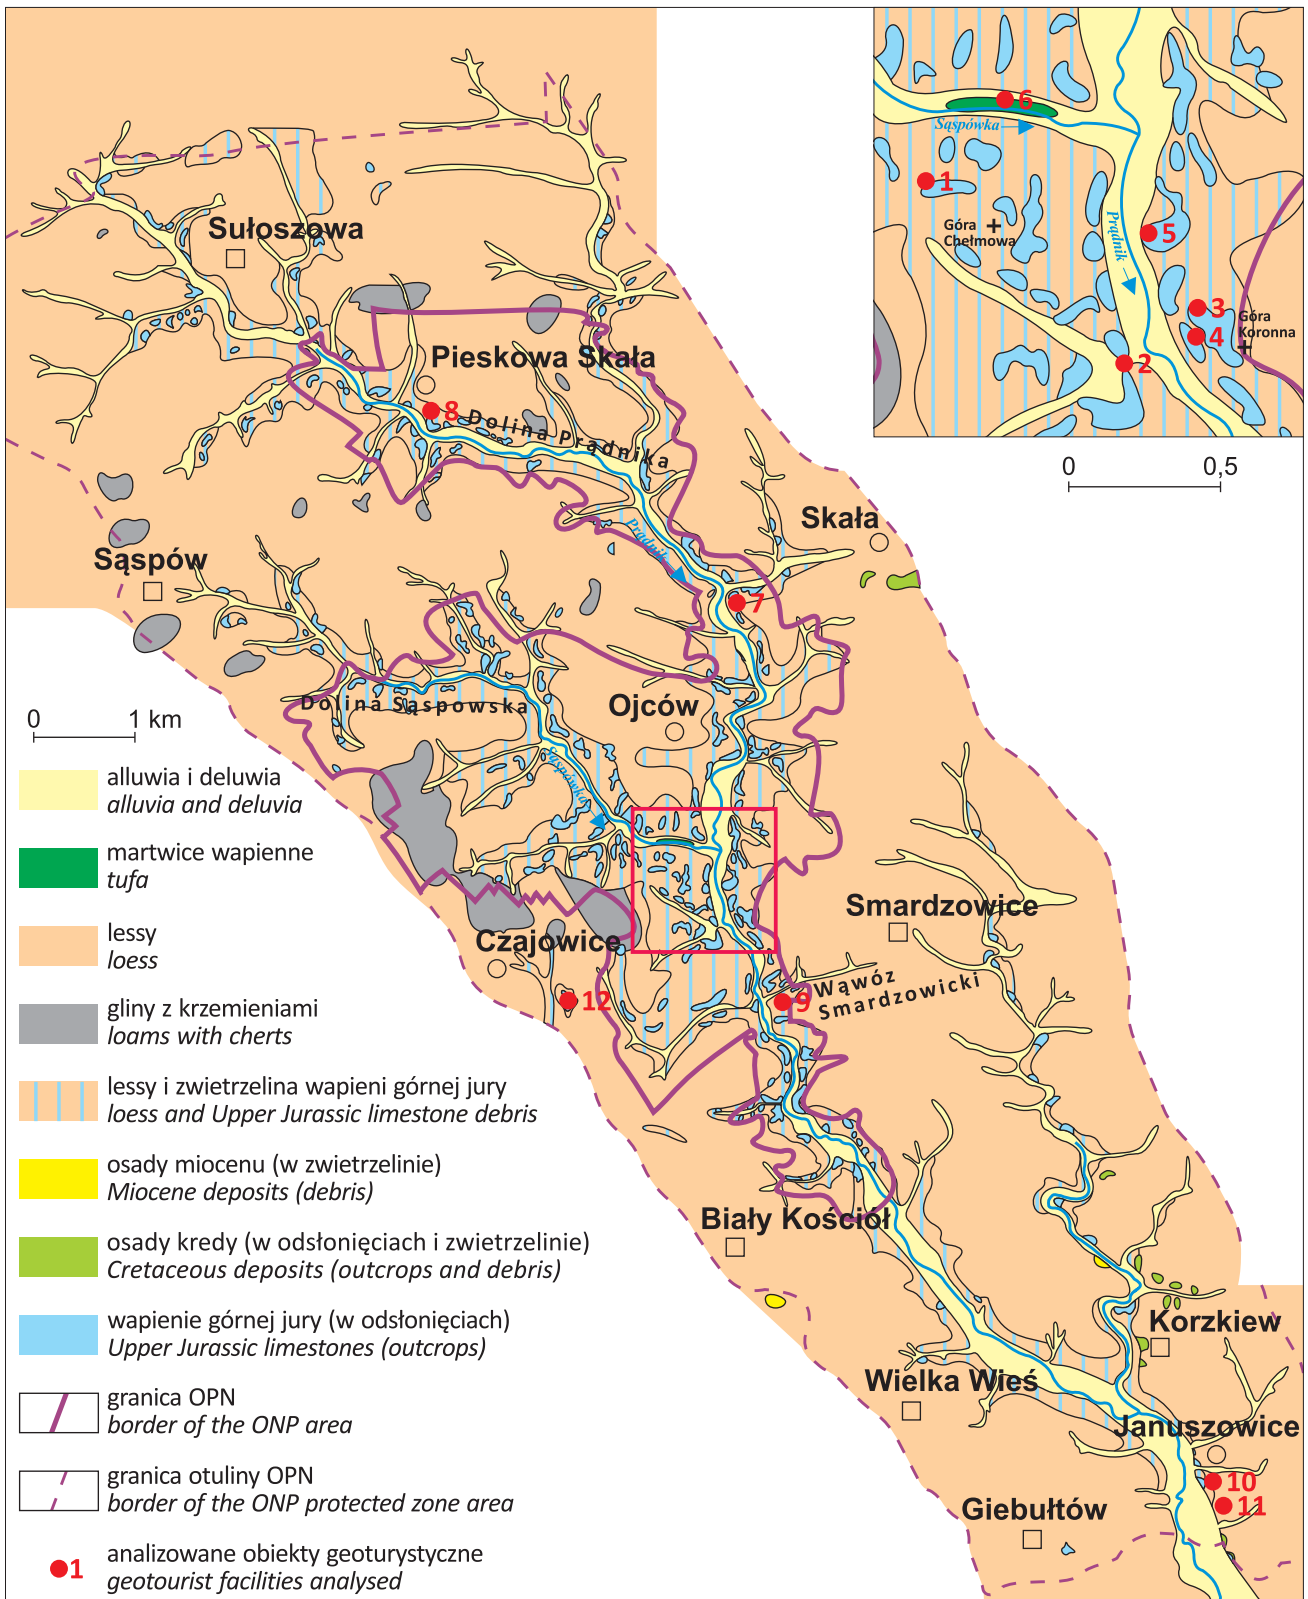 Sułoszowa
Pieskowa Skała
8
Dolina Prądnika
Prądnik
Skała
Sąspów
7
Dolina Sąspowska
Ojców
Sąspówka
Smardzowice
Czajowice
12
9
Wąwóz
Smardzowicki
Biały Kościół
Korzkiew
Wielka Wieś
Januszowice
10
11
Giebułtów
6
Sąspówka
1
Góra
Chełmowa
Prądnik
5
3
Góra
Koronna
4
2
0 0,5
0 1 km
alluwia i deluwia
alluvia and deluvia
martwice wapienne
tufa
lessy
loess
gliny z krzemieniami
loams with cherts
lessy i zwietrzelina wapieni górnej jury
loess and Upper Jurassic limestone debris
osady miocenu (w zwietrzelinie)
Miocene deposits (debris)
osady kredy (w odsłonięciach i zwietrzelinie)
Cretaceous deposits (outcrops and debris)
wapienie górnej jury (w odsłonięciach)
Upper Jurassic limestones (outcrops)
granica OPN
border of the ONP area
granica otuliny OPN
border of the ONP protected zone area
1
analizowane obiekty geoturystyczne
geotourist facilities analysed